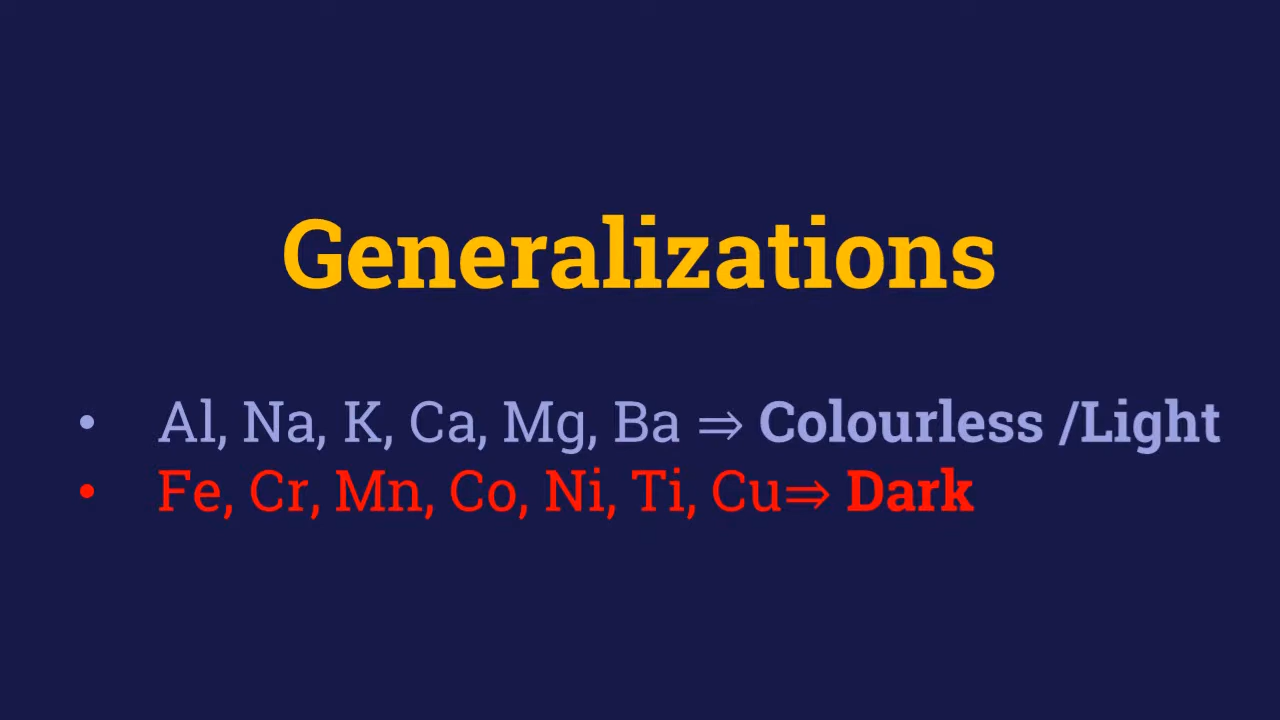 Generalizations
• Al, Na, K, Ca, Mg, Ba ⇒ Colourless /Light
• Fe, Cr, Mn, Co, Ni, Ti, Cu⇒ Dark